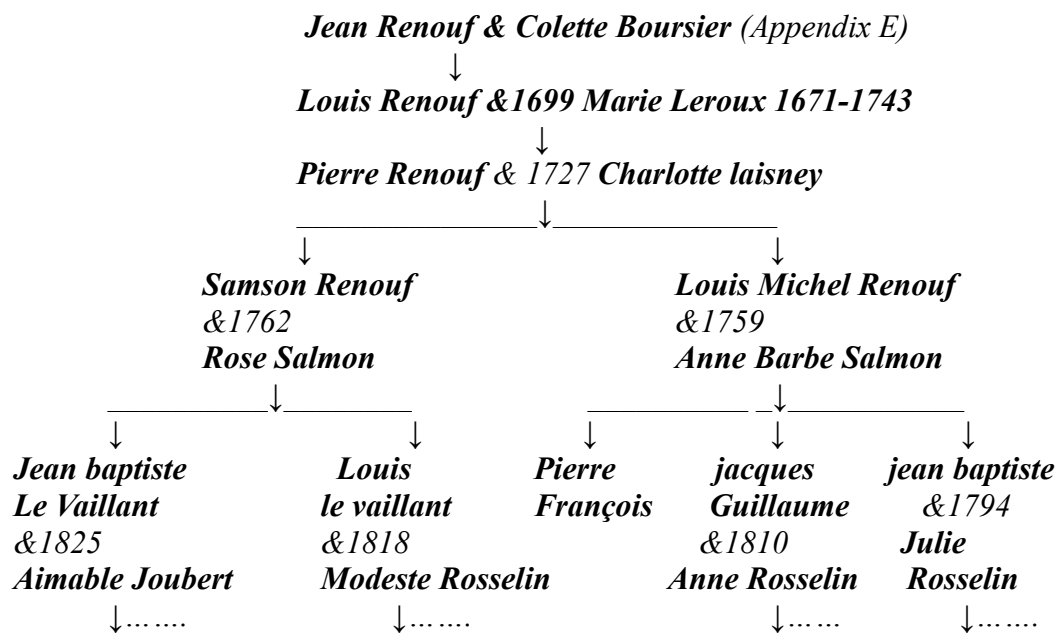 Jean Renouf & Colette Boursier (Appendix E)
↓
Louis Renouf &1699 Marie Leroux 1671-1743
↓
Pierre Renouf & 1727 Charlotte laisney
↓
↓ ↓
Samson Renouf Louis Michel Renouf
&1762 &1759
Rose Salmon Anne Barbe Salmon
↓ ↓
↓ ↓ ↓ ↓ ↓
Jean baptiste Louis Pierre jacques jean baptiste
Le Vaillant le vaillant François Guillaume &1794
&1825 &1818 &1810 Julie
Aimable Joubert Modeste Rosselin Anne Rosselin Rosselin
↓....... ↓....... ↓...... ↓.......